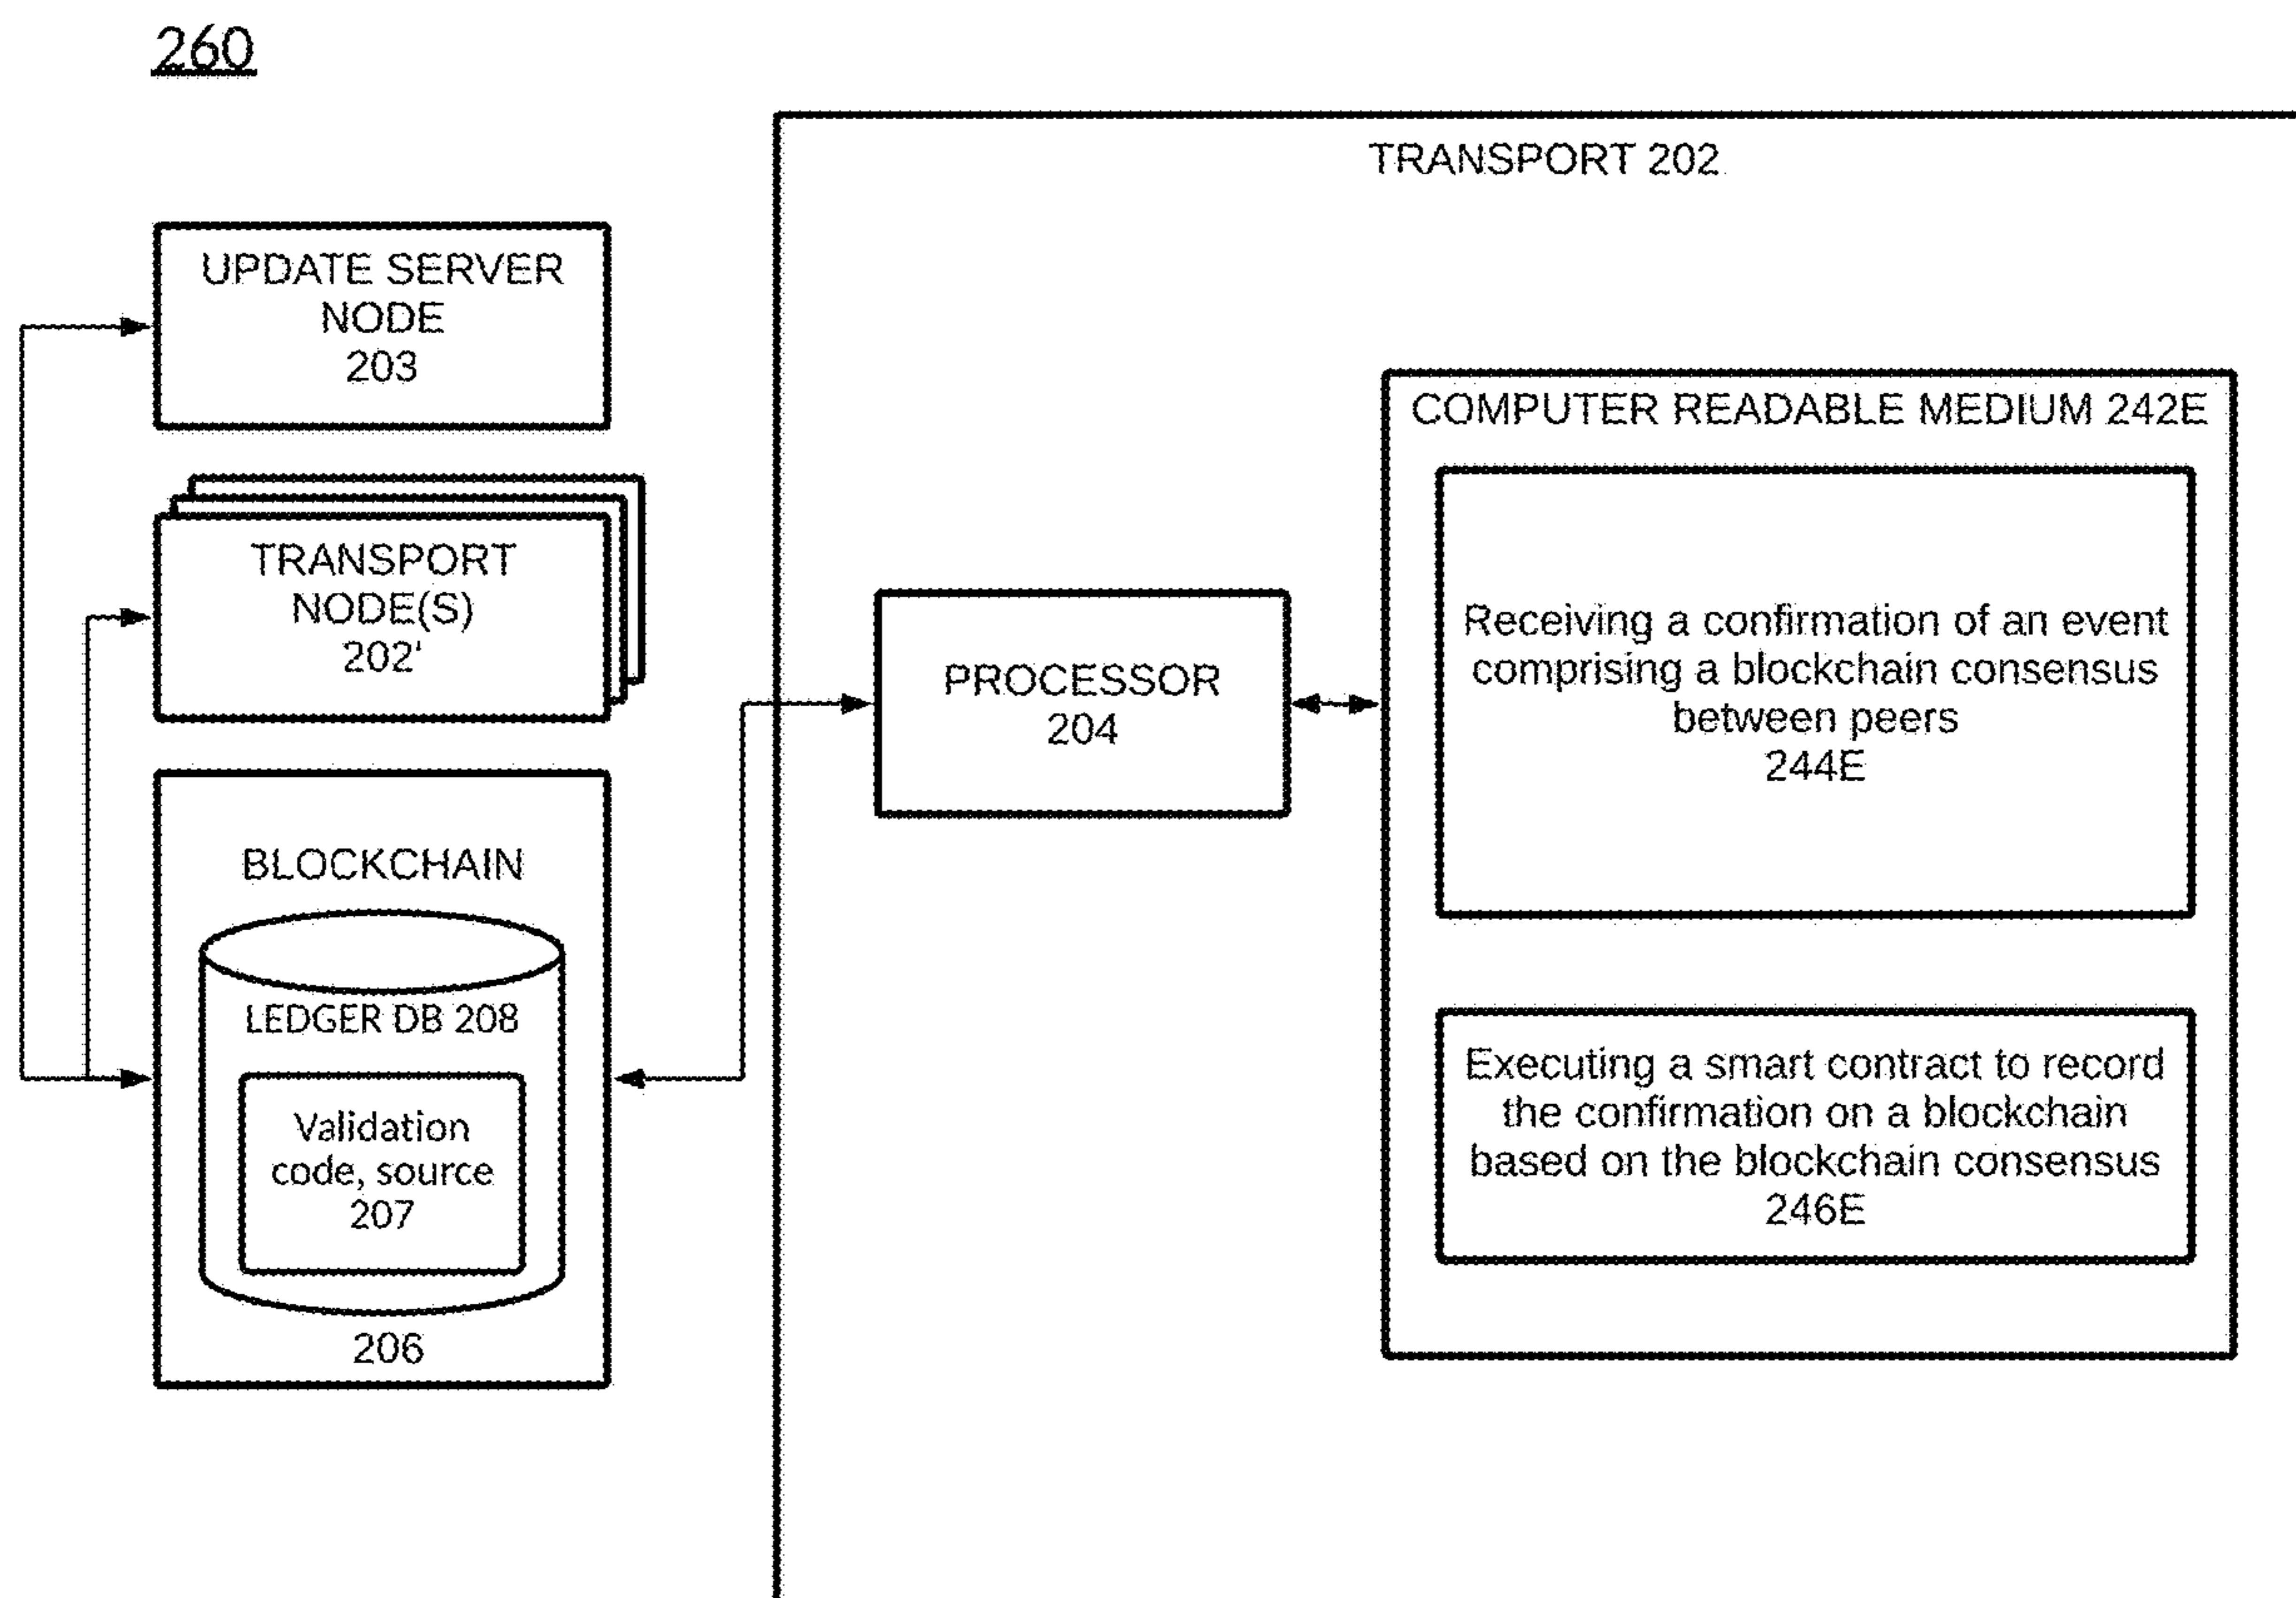 260
TRANSPORT 202
UPDATE SERVER
NODE
203
TRANSPORT
NODE(S)
202'
BLOCKCHAIN
LEDGER DB 208
Validation
code, source
207
206
PROCESSOR
204
COMPUTER READABLE MEDIUM 242E
Receiving a confirmation of an event
comprising a blockchain consensus
between peers
244E
Executing a smart contract to record
the confirmation on a blockchain
based on the blockchain consensus
246E